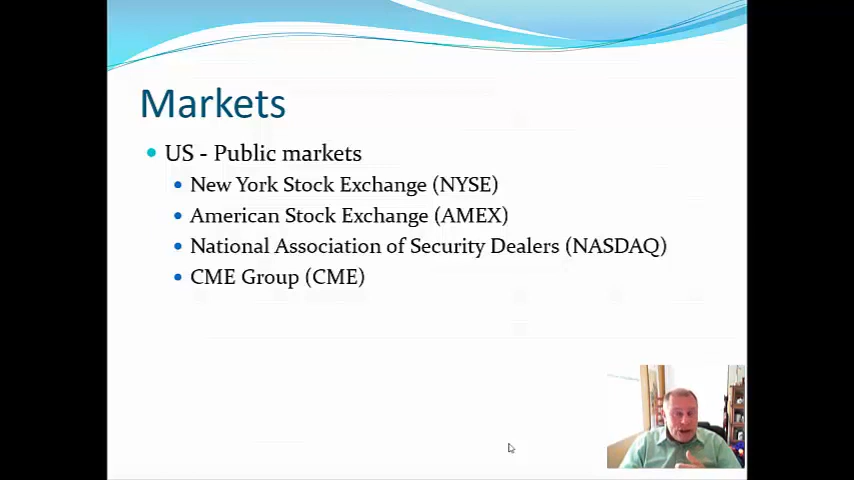 Markets
US - Public markets
New York Stock Exchange (NYSE)
American Stock Exchange (AMEX)
National Association of Security Dealers (NASDAQ)
CME Group (CME)